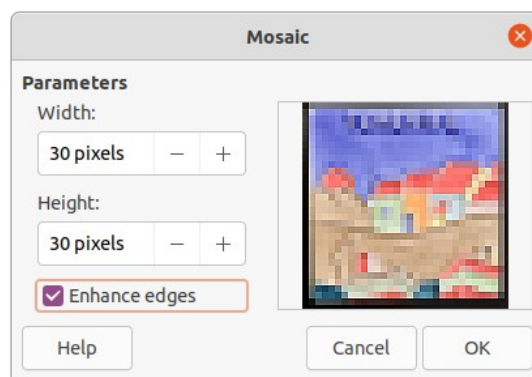 Mosaic
Parameters
Width:
30 pixels
Height:
30 pixels
Enhance edges
Help
Cancel
OK